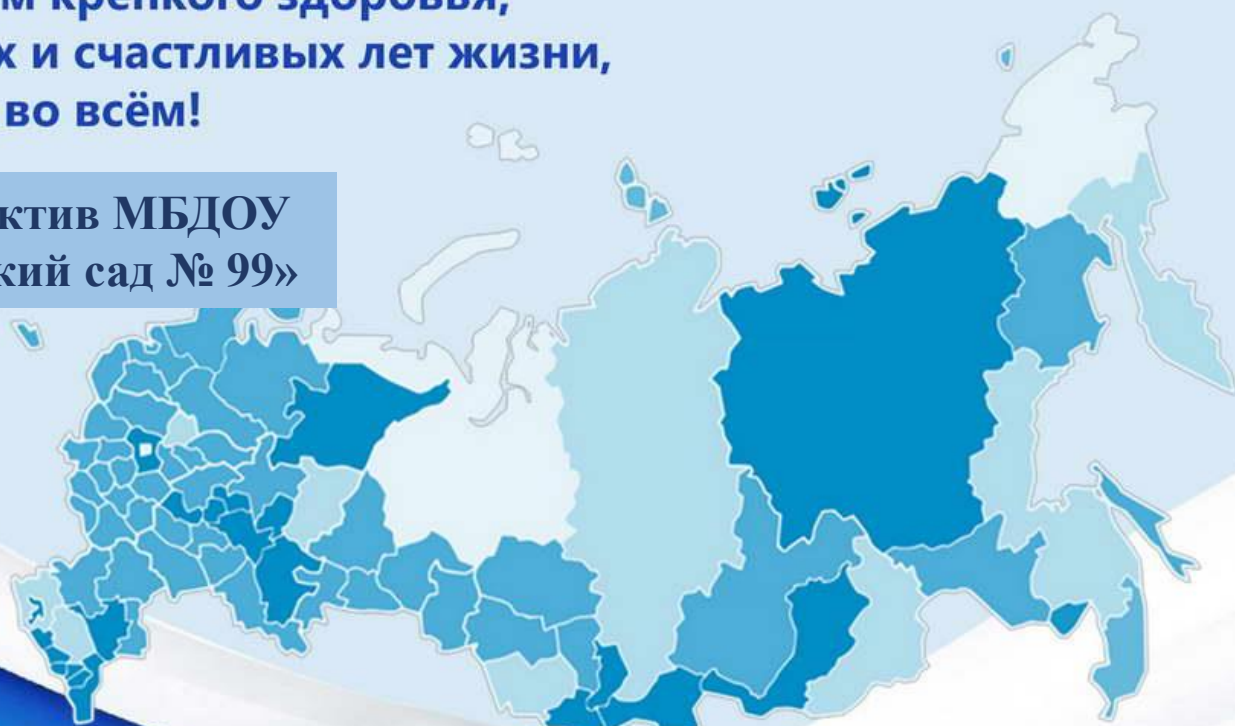 м крепкого здоровья,
х и счастливых лет жизни,
во всём!
ктив МБДОУ
кий сад № 99»